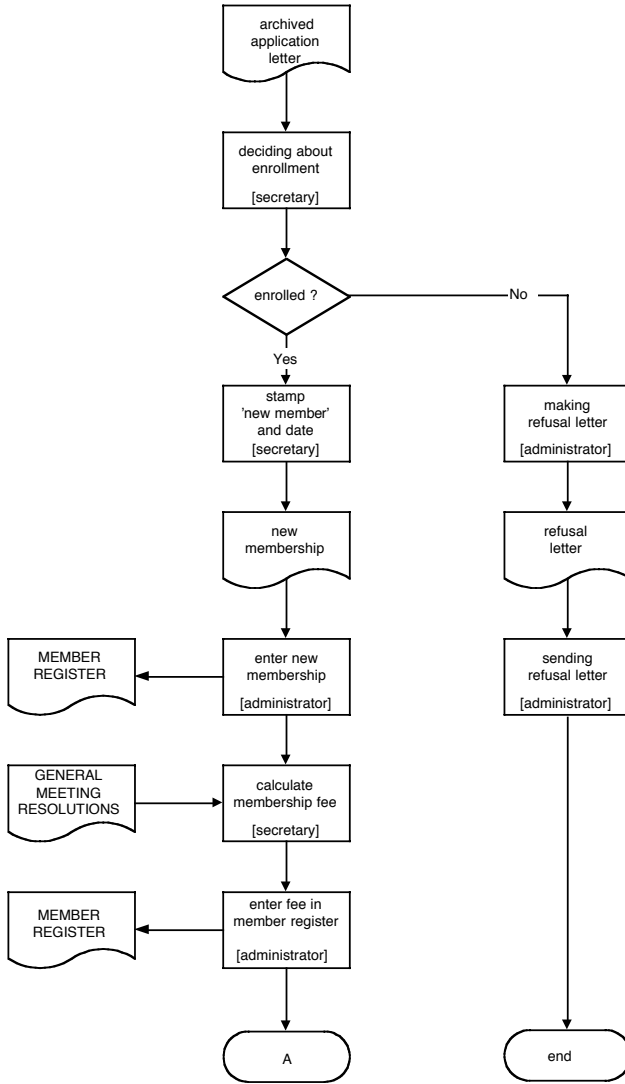 archived
application
letter
deciding about
enrollment
[secretary]
enrolled ?
No
Yes
stamp
'new member'
and date
[secretary]
making
refusal letter
[administrator]
new
membership
refusal
letter
MEMBER
REGISTER
enter new
membership
[administrator]
sending
refusal letter
[administrator]
GENERAL
MEETING
RESOLUTIONS
calculate
membership fee
[secretary]
MEMBER
REGISTER
enter fee in
member register
[administrator]
A
end